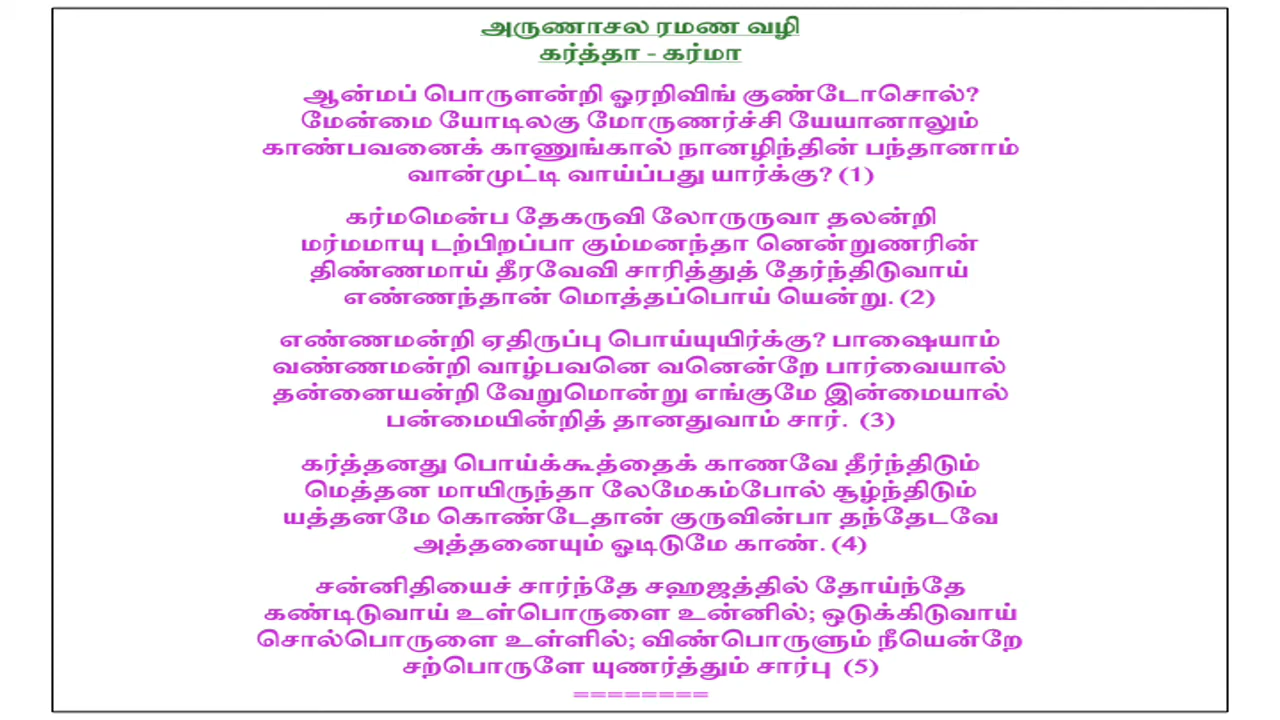 அருணாசல ரமண வழி
கர்த்தா - கர்மா
ஆன்மப் பொருளன்றி ஓரறிவிங் குண்டோசொல்?
மேன்மை யோடிலகு மோருணர்ச்சி யேயானாலும்
காண்பவனைக் காணுங்கால் நானழிந்தின் பந்தானாம்
வான்முட்டி வாய்ப்பது யார்க்கு? (1)
கர்மமென்ப தேகருவி லோருருவா தலன்றி
மர்மமாயு டற்பிறப்பா கும்மனந்தா னென்றுணரின்
திண்ணமாய் தீரவேவி சாரித்துத் தேர்ந்திடுவாய்
எண்ணந்தான் மொத்தப்பொய் யென்று. (2)
எண்ணமன்றி ஏதிருப்பு பொய்யுயிர்க்கு? பாஷையாம்
வண்ணமன்றி வாழ்பவனெ வனென்றே பார்வையால்
தன்னையன்றி வேறுமொன்று எங்குமே இன்மையால்
பன்மையின்றித் தானதுவாம் சார். (3)
கர்த்தனது பொய்க்கூத்தைக் காணவே தீர்ந்திடும்
மெத்தன மாயிருந்தா லேமேகம்போல் சூழ்ந்திடும்
யத்தனமே கொண்டேதான் குருவின்பா தந்தேடவே
அத்தனையும் ஓடிடுமே காண். (4)
சன்னிதியைச் சார்ந்தே சஹஜத்தில் தோய்ந்தே
கண்டிடுவாய் உள்பொருளை உன்னில்; ஒடுக்கிடுவாய்
சொல்பொருளை உள்ளில்; விண்பொருளும் நீயென்றே
சற்பொருளே யுணர்த்தும் சார்பு (5)
========